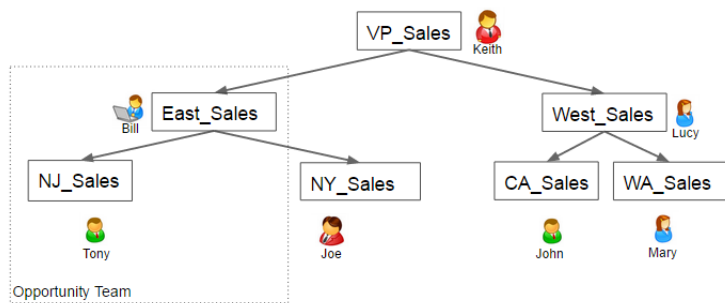 VP_Sales
Keith
East_Sales
Bill
West_Sales
Lucy
NJ_Sales
NY_Sales
CA_Sales
WA_Sales
Tony
Joe
John
Mary
Opportunity Team